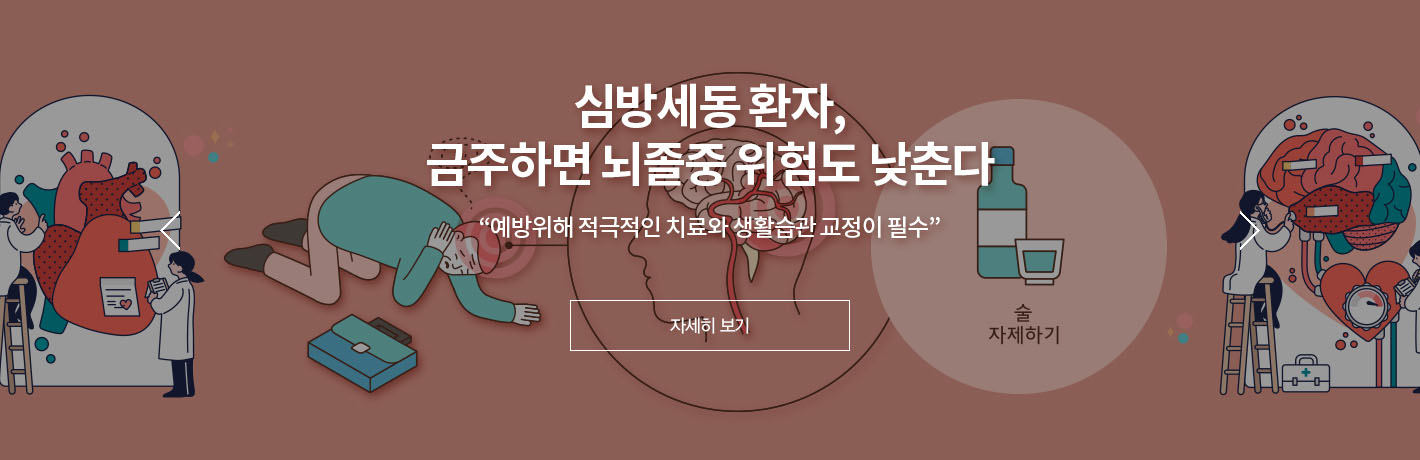 심방세동 환자,
금주하면 뇌졸중 위험도 낮춘다
“예방위해 적극적인 치료와 생활습관 교정이 필수”
자세히 보기
술
자제하기